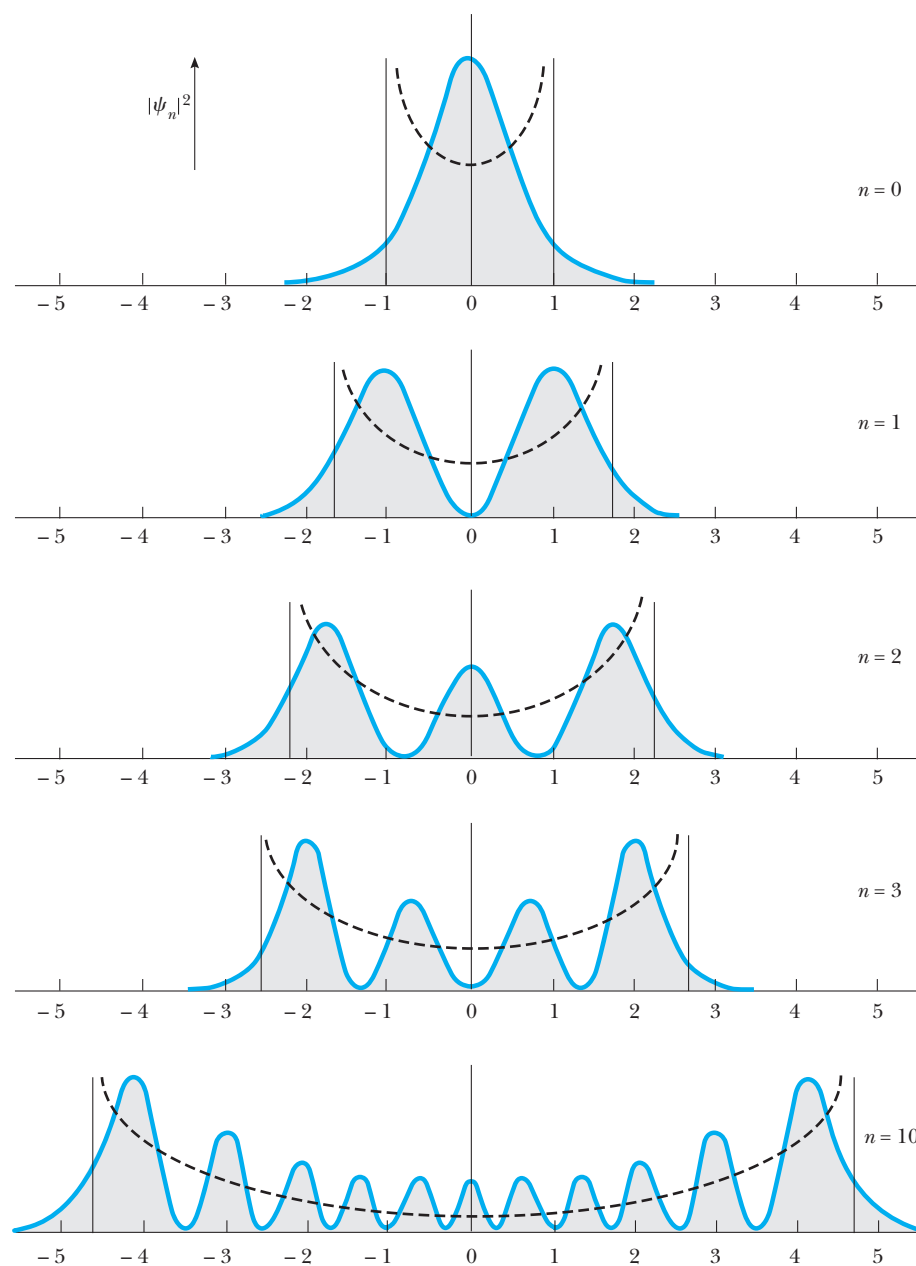 |ψₙ|²
n = 0
– 5 – 4 – 3 – 2 – 1 0 1 2 3 4 5
n = 1
– 5 – 4 – 3 – 2 – 1 0 1 2 3 4 5
n = 2
– 5 – 4 – 3 – 2 – 1 0 1 2 3 4 5
n = 3
– 5 – 4 – 3 – 2 – 1 0 1 2 3 4 5
n = 10
– 5 – 4 – 3 – 2 – 1 0 1 2 3 4 5